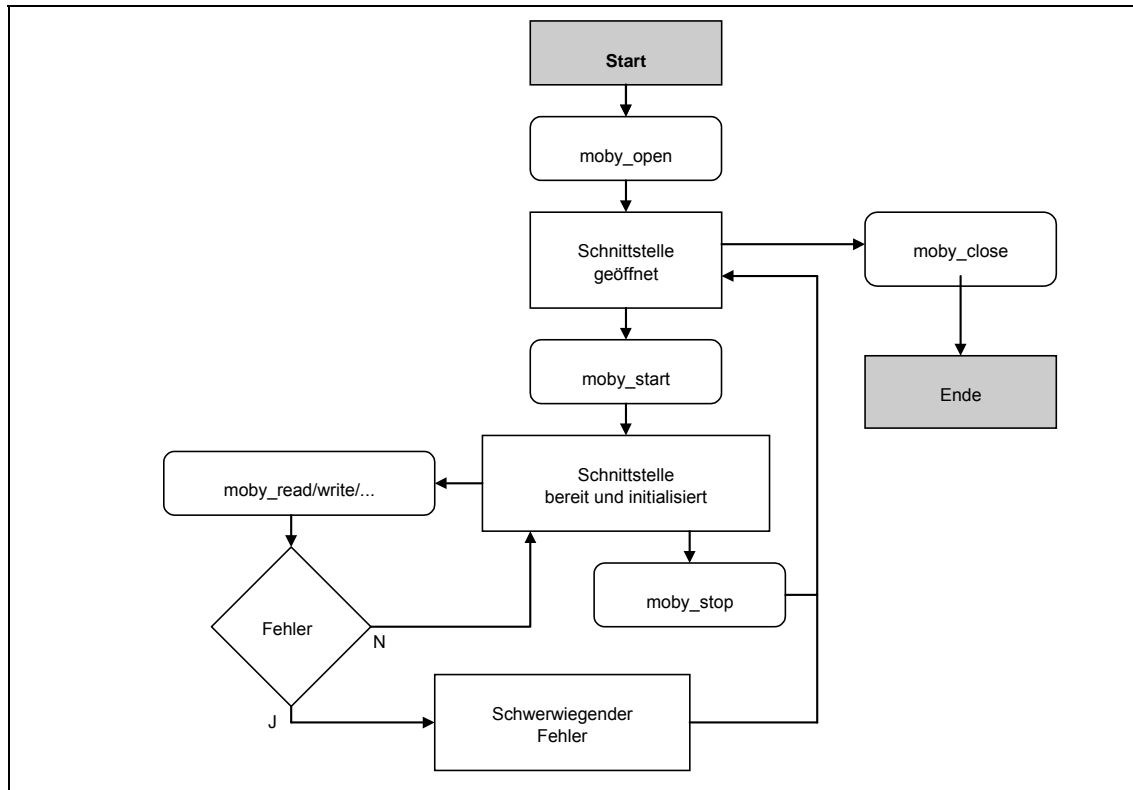 Start
moby_open
Schnittstelle
geöffnet
moby_close
moby_start
Ende
Schnittstelle
bereit und initialisiert
moby_read/write/...
moby_stop
Fehler
N
J
Schwerwiegender
Fehler